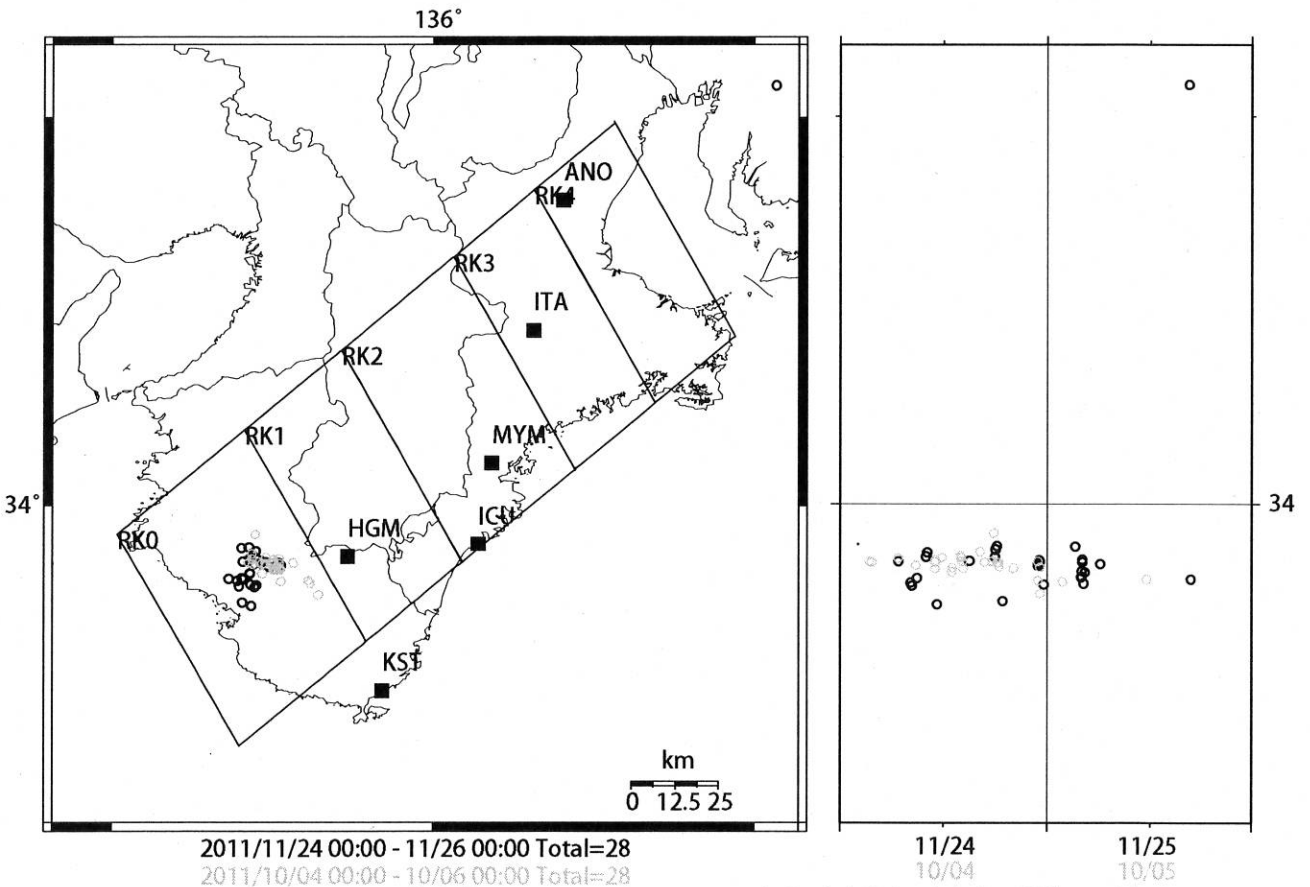 136°
ANO
RK4
RK3
ITA
RK2
RK1
MYM
34°
34
HGM
ICU
RK0
KST
km
0 12.5 25
2011/11/24 00:00 - 11/26 00:00 Total=28
2011/10/04 00:00 - 10/06 00:00 Total=28
11/24
11/25
10/04
10/05